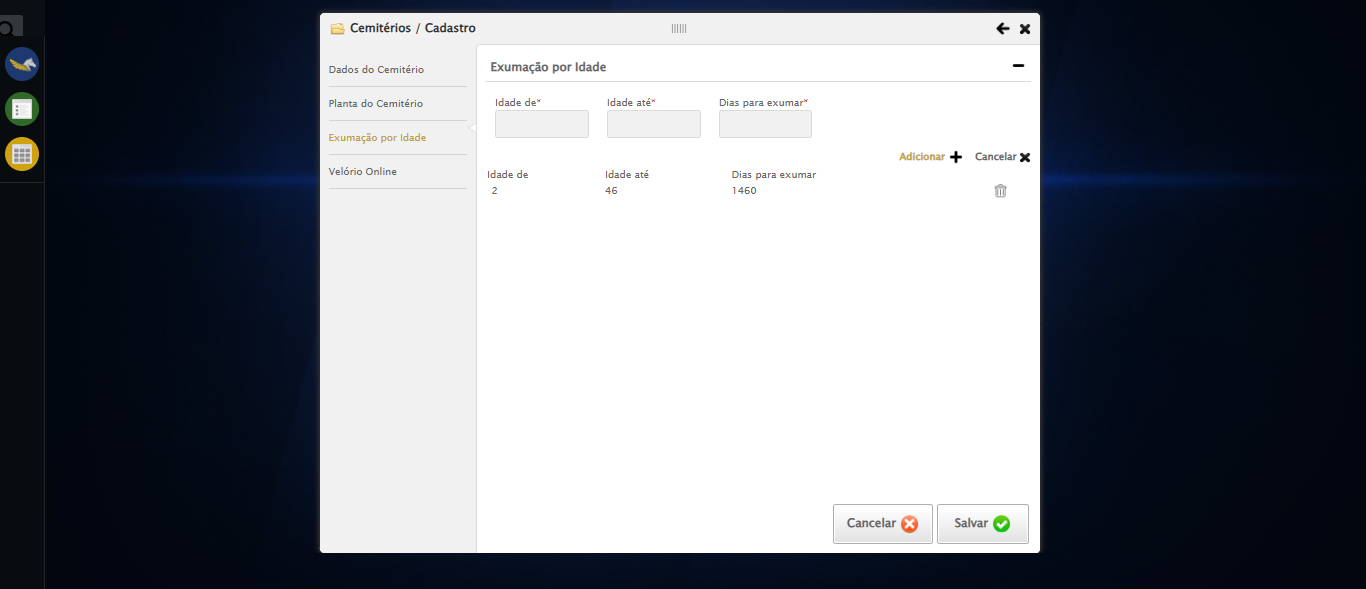 Cemitérios / Cadastro
Dados do Cemitério
Planta do Cemitério
Exumação por Idade
Velório Online
Exumação por Idade
Idade de* Idade até* Dias para exumar*
Adicionar Cancelar
Idade de Idade até Dias para exumar
2 46 1460
Cancelar Salvar